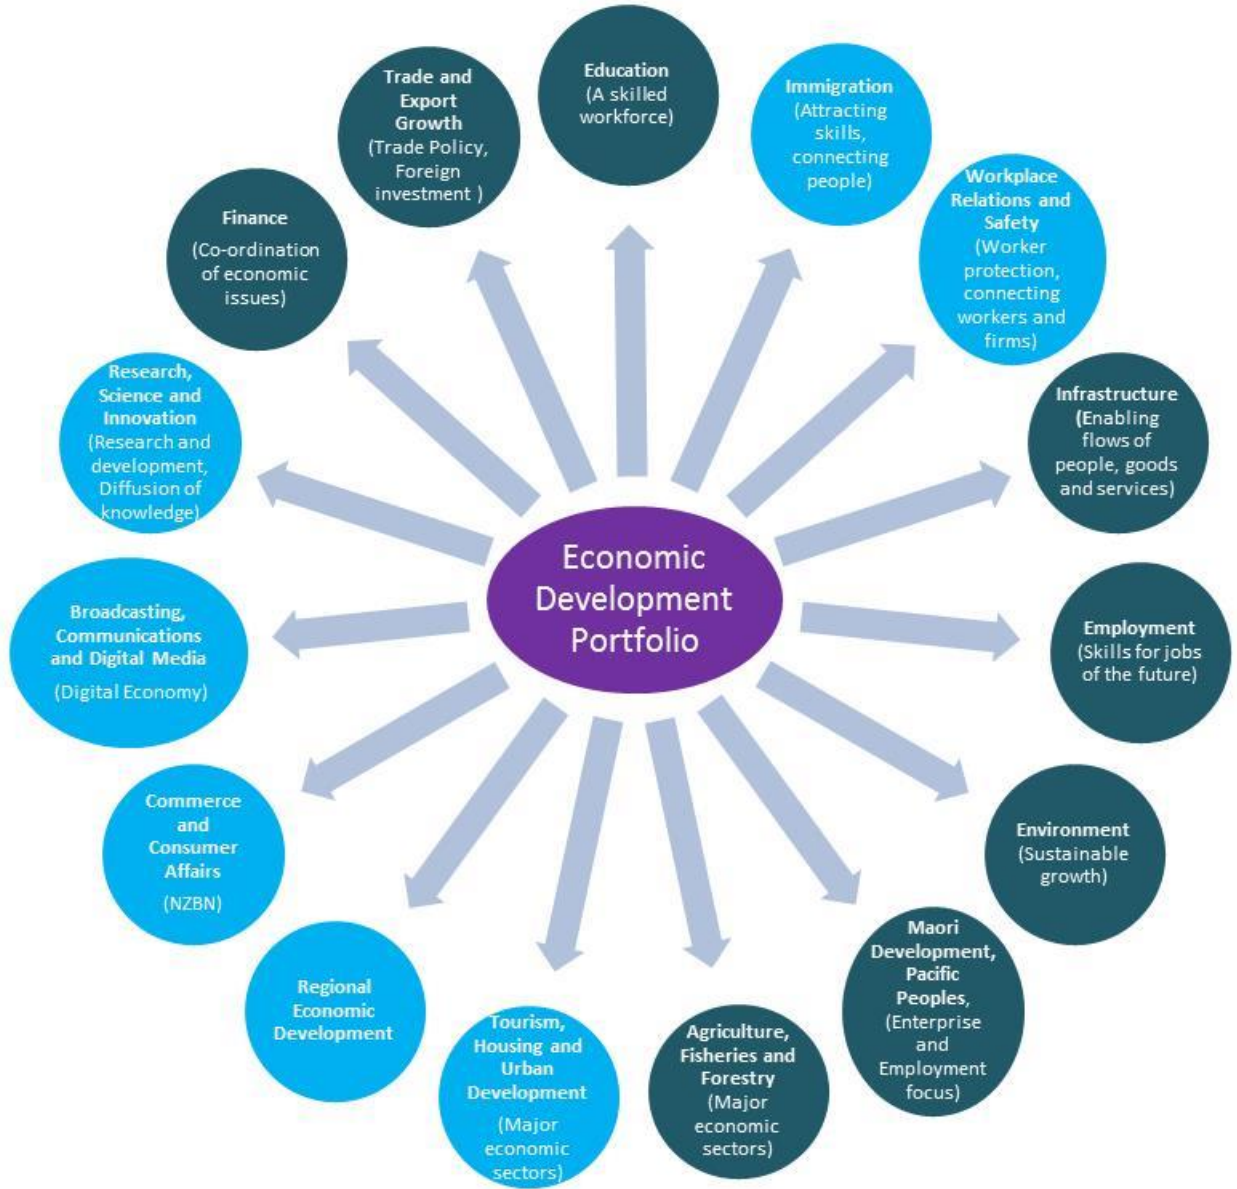 Economic
Development
Portfolio
Education
(A skilled
workforce)
Immigration
(Attracting
skills,
connecting
people)
Workplace
Relations and
Safety
(Worker
protection,
connecting
workers and
firms)
Infrastructure
(Enabling
flows of
people, goods
and services)
Employment
(Skills for jobs
of the future)
Environment
(Sustainable
growth)
Maori
Development,
Pacific
Peoples,
(Enterprise
and
Employment
focus)
Agriculture,
Fisheries and
Forestry
(Major
economic
sectors)
Tourism,
Housing and
Urban
Development
(Major
economic
sectors)
Regional
Economic
Development
Commerce
and
Consumer
Affairs
(NZBN)
Broadcasting,
Communications
and Digital Media
(Digital Economy)
Research,
Science and
Innovation
(Research and
development,
Diffusion of
knowledge)
Finance
(Co-ordination
of economic
issues)
Trade and
Export
Growth
(Trade Policy,
Foreign
investment )